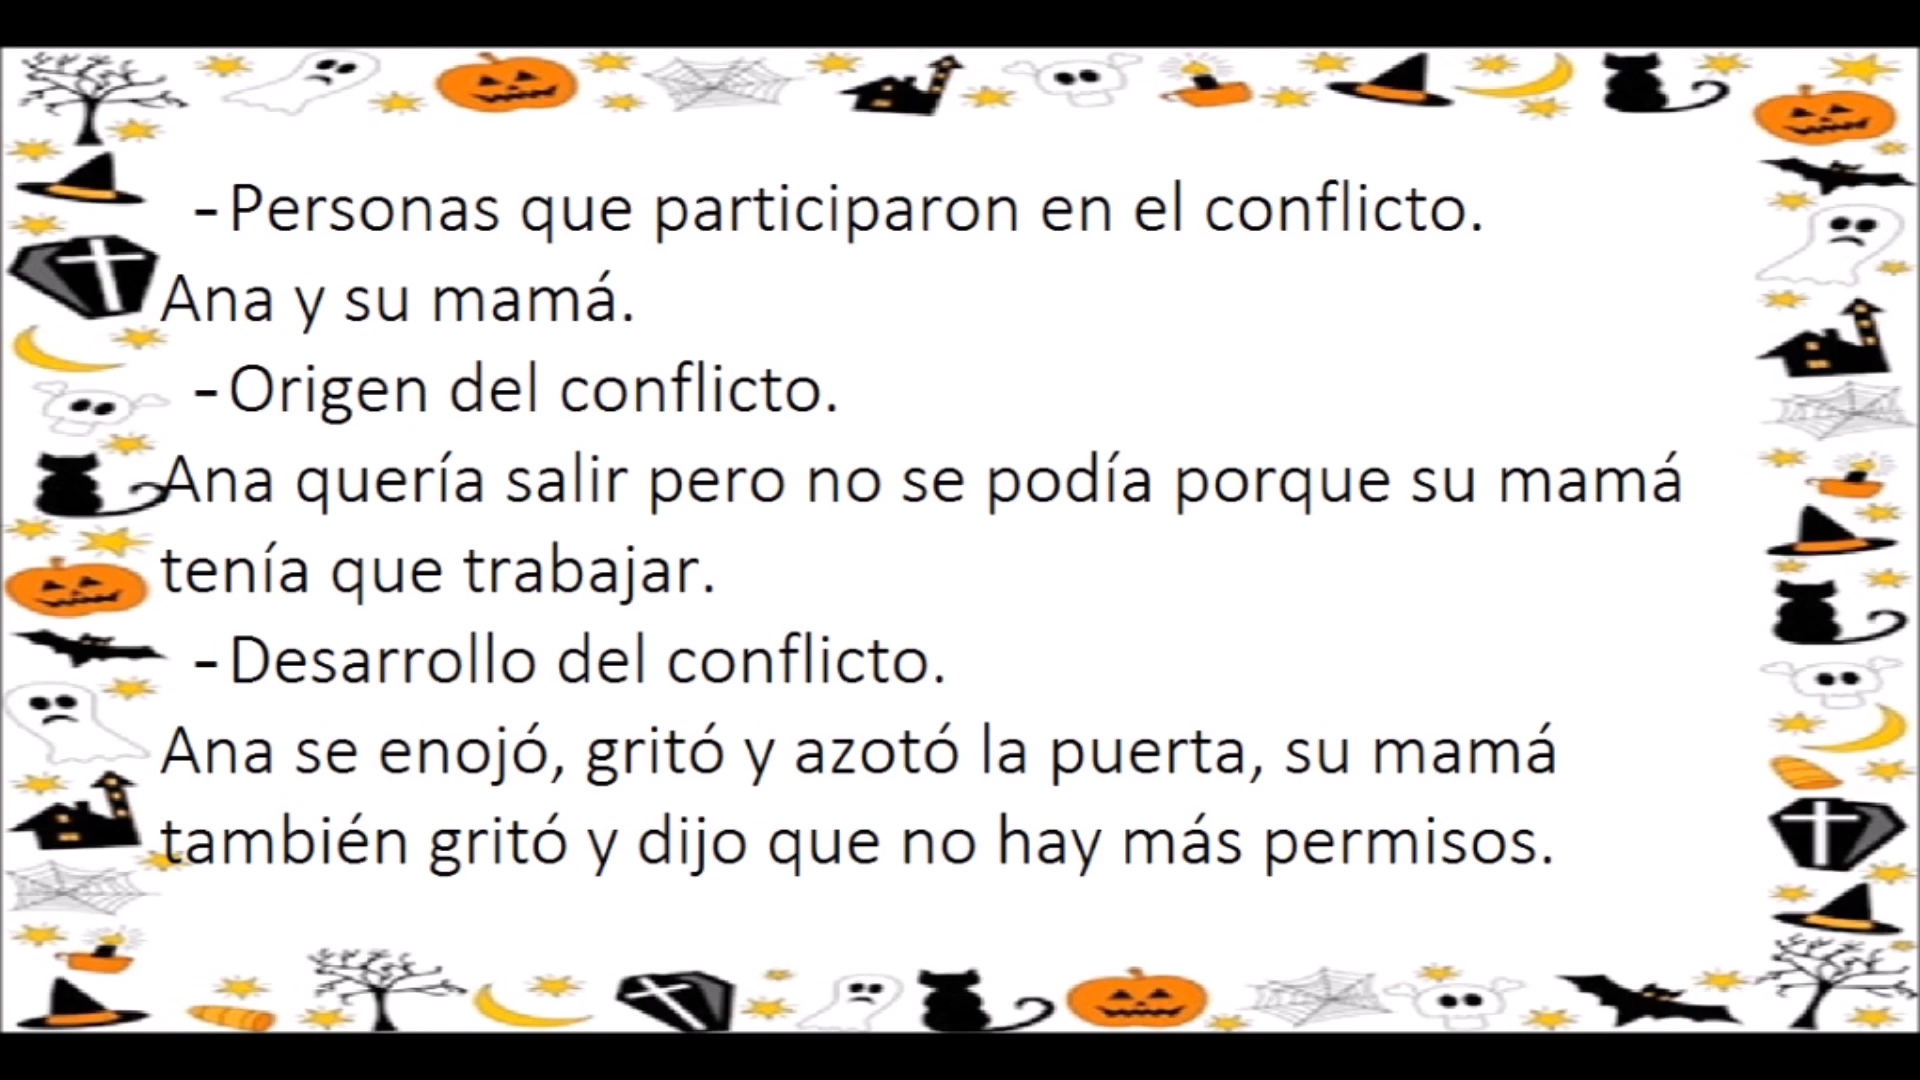 -Personas que participaron en el conflicto.
Ana y su mamá.
-Origen del conflicto.
Ana quería salir pero no se podía porque su mamá
tenía que trabajar.
-Desarrollo del conflicto.
Ana se enojó, gritó y azotó la puerta, su mamá
también gritó y dijo que no hay más permisos.